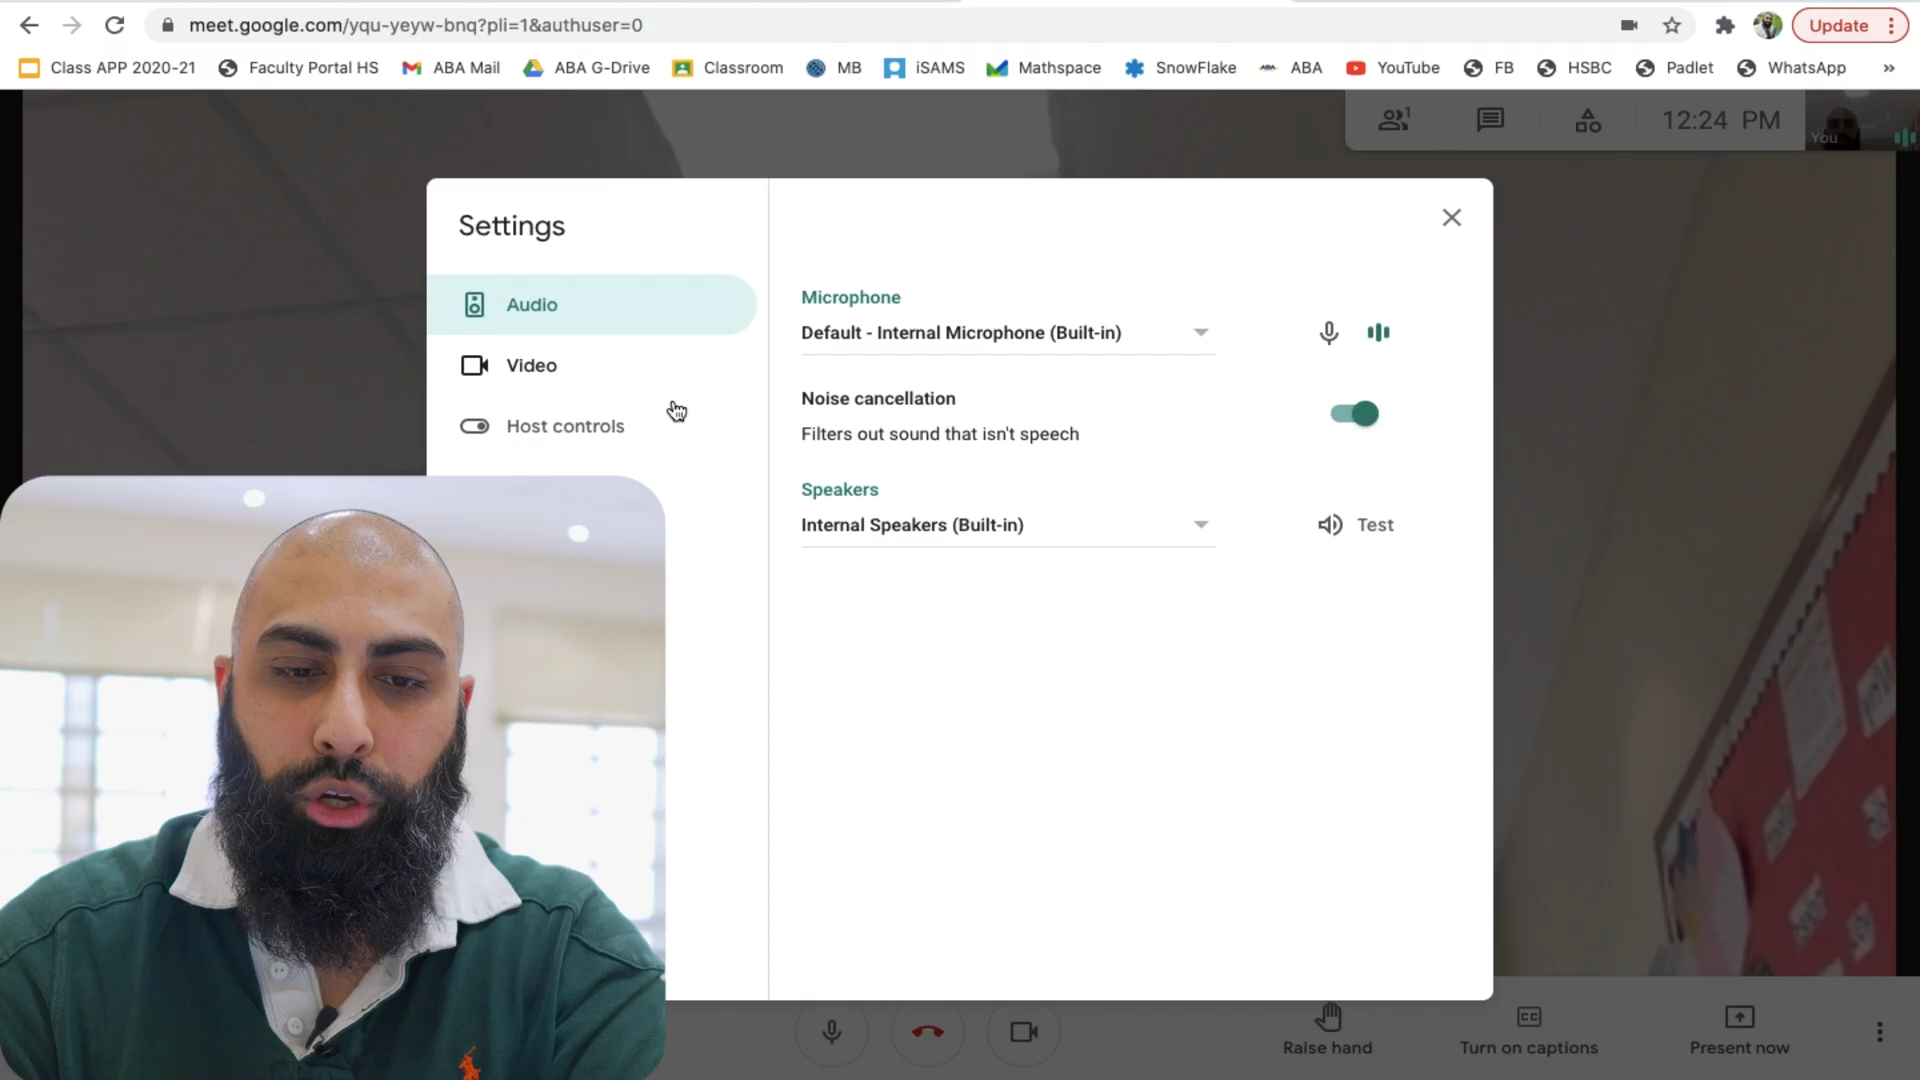 meet.google.com/yqu-yeyw-bnq?pli=1&authuser=0
Update
Class APP 2020-21 Faculty Portal HS ABA Mail ABA G-Drive Classroom MB iSAMS Mathspace SnowFlake ABA YouTube FB HSBC Padlet WhatsApp »
1 12:24 PM
You
Settings
Audio
Video
Host controls
Microphone
Default - Internal Microphone (Built-in)
Noise cancellation
Filters out sound that isn't speech
Speakers
Internal Speakers (Built-in)
Test
Raise hand
CC
Turn on captions
Present now